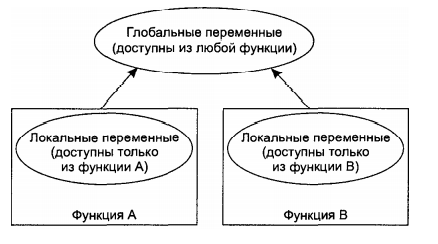 Глобальные переменные
(доступны из любой функции)
Локальные переменные
(доступны только
из функции А)
Функция А
Локальные переменные
(доступны только
из функции В)
Функция В